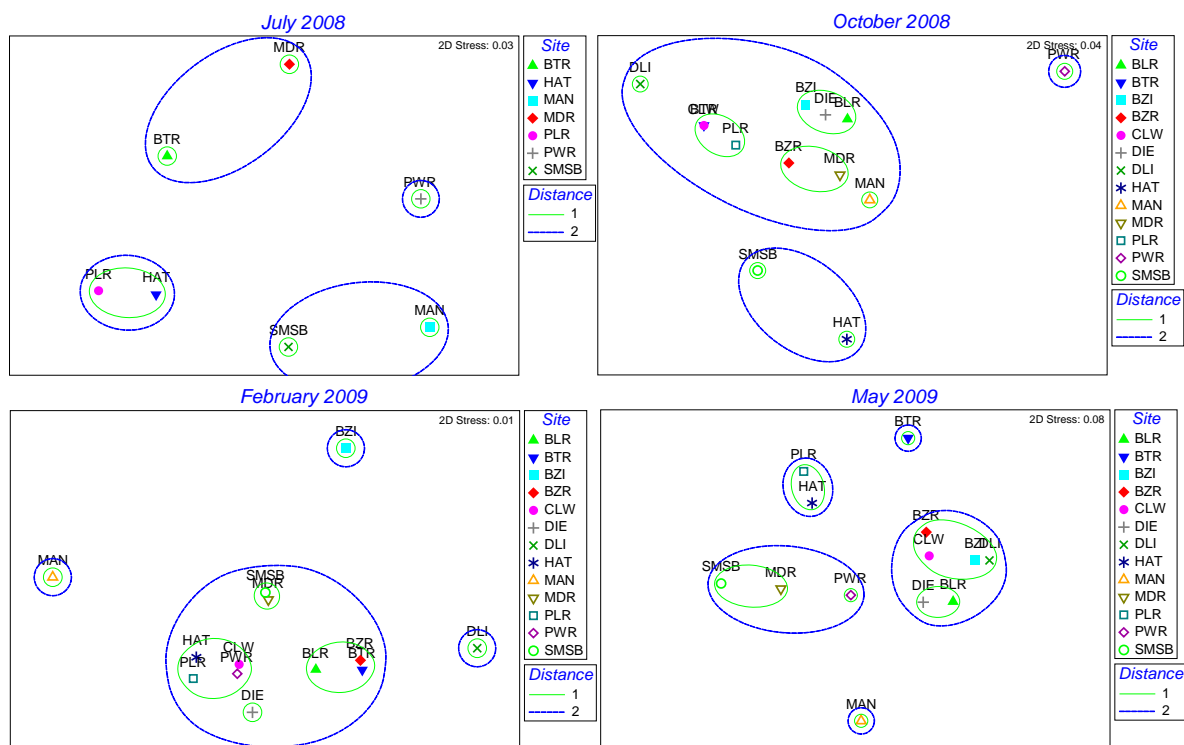 July 2008
2D Stress: 0.03
MDR
BTR
PWR
PLR
HAT
MAN
SMSB
Site
BTR
HAT
MAN
MDR
PLR
PWR
SMSB
Distance
1
2
October 2008
2D Stress: 0.04
PWR
DLI
BZI
DIE
BLR
BTR
CLW
PLR
BZR
MDR
MAN
SMSB
HAT
Site
BLR
BTR
BZI
BZR
CLW
DIE
DLI
HAT
MAN
MDR
PLR
PWR
SMSB
Distance
1
2
February 2009
2D Stress: 0.01
BZI
MAN
SMSB
MDR
DLI
HAT
CLW
BZR
PLR
PWR
BLR
BTR
DIE
Site
BLR
BTR
BZI
BZR
CLW
DIE
DLI
HAT
MAN
MDR
PLR
PWR
SMSB
Distance
1
2
May 2009
2D Stress: 0.08
BTR
PLR
HAT
BZR
CLW
BZI
DLI
SMSB
MDR
PWR
DIE
BLR
MAN
Site
BLR
BTR
BZI
BZR
CLW
DIE
DLI
HAT
MAN
MDR
PLR
PWR
SMSB
Distance
1
2